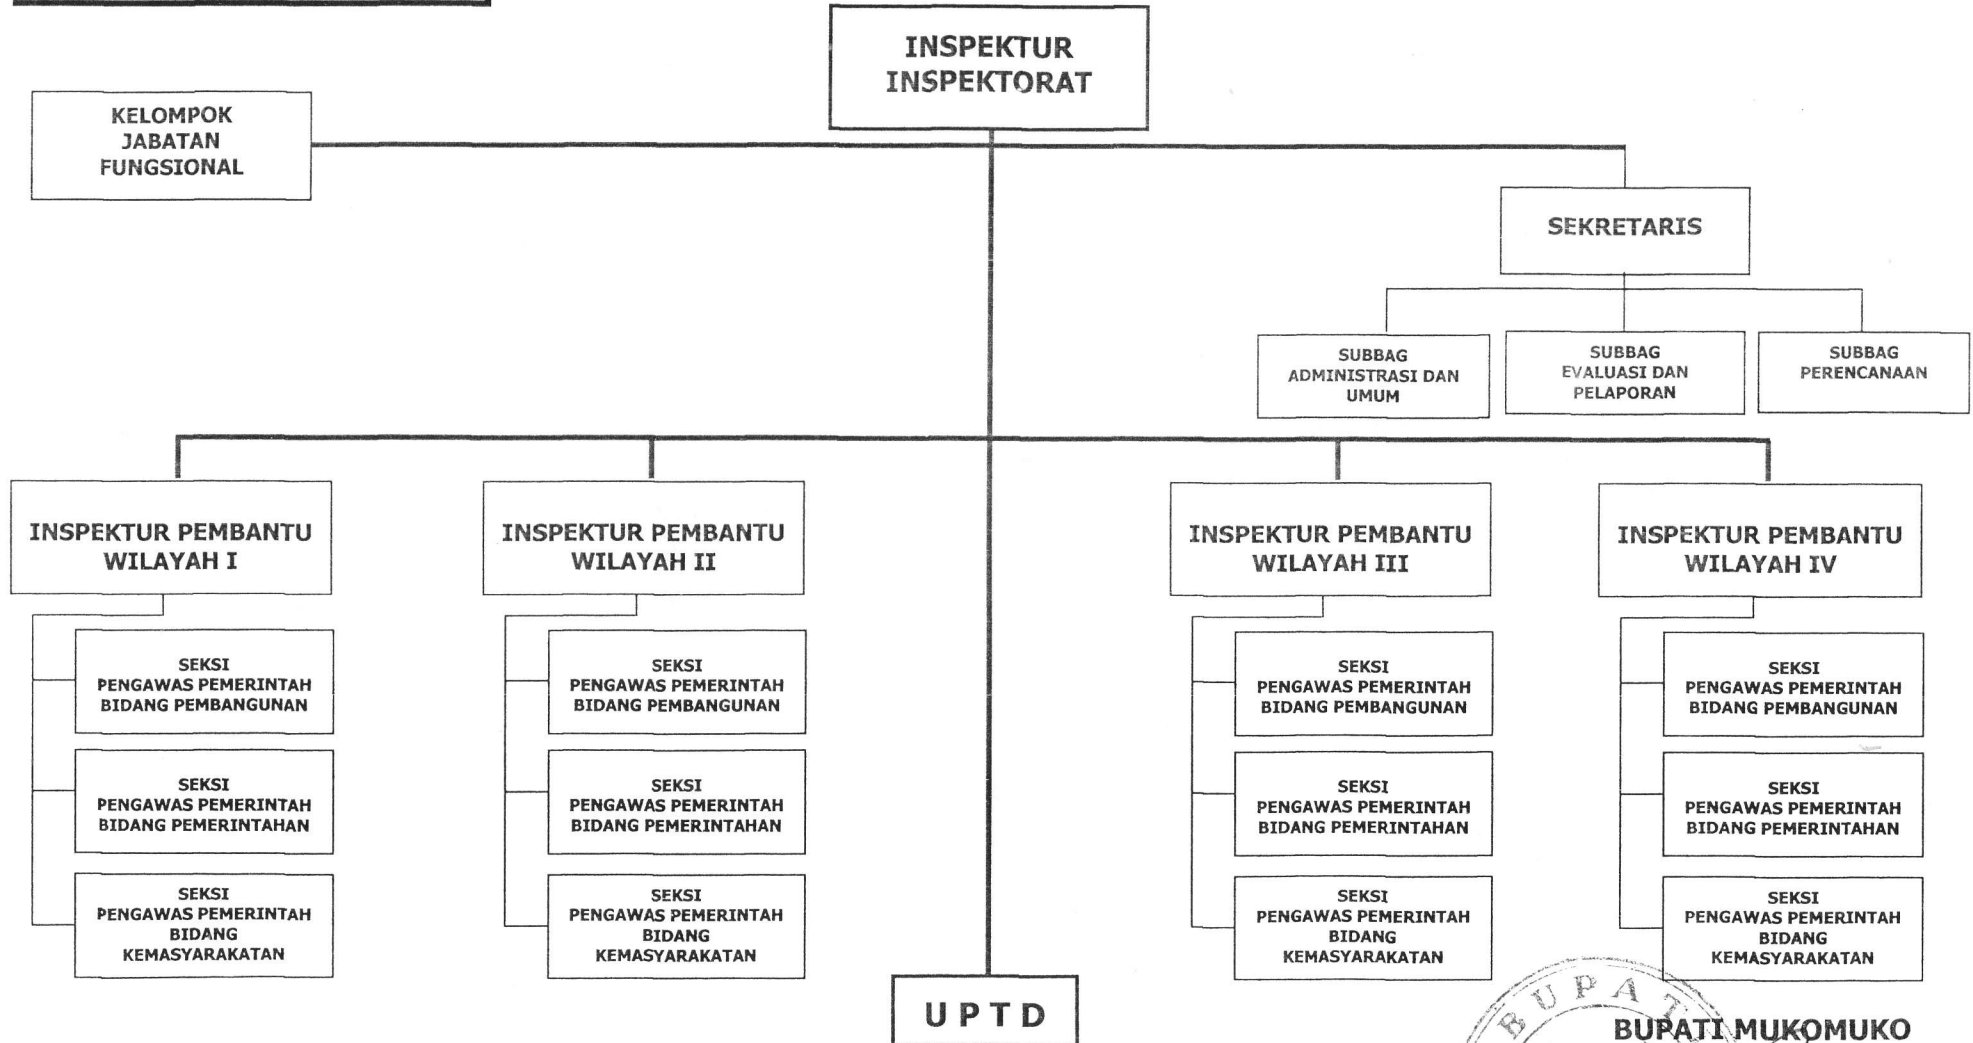 INSPEKTUR
INSPEKTORAT
KELOMPOK
JABATAN
FUNGSIONAL
SEKRETARIS
SUBBAG
ADMINISTRASI DAN
UMUM
SUBBAG
EVALUASI DAN
PELAPORAN
SUBBAG
PERENCANAAN
INSPEKTUR PEMBANTU
WILAYAH I
SEKSI
PENGAWAS PEMERINTAH
BIDANG PEMBANGUNAN
SEKSI
PENGAWAS PEMERINTAH
BIDANG PEMERINTAHAN
SEKSI
PENGAWAS PEMERINTAH
BIDANG
KEMASYARAKATAN
INSPEKTUR PEMBANTU
WILAYAH II
SEKSI
PENGAWAS PEMERINTAH
BIDANG PEMBANGUNAN
SEKSI
PENGAWAS PEMERINTAH
BIDANG PEMERINTAHAN
SEKSI
PENGAWAS PEMERINTAH
BIDANG
KEMASYARAKATAN
INSPEKTUR PEMBANTU
WILAYAH III
SEKSI
PENGAWAS PEMERINTAH
BIDANG PEMBANGUNAN
SEKSI
PENGAWAS PEMERINTAH
BIDANG PEMERINTAHAN
SEKSI
PENGAWAS PEMERINTAH
BIDANG
KEMASYARAKATAN
INSPEKTUR PEMBANTU
WILAYAH IV
SEKSI
PENGAWAS PEMERINTAH
BIDANG PEMBANGUNAN
SEKSI
PENGAWAS PEMERINTAH
BIDANG PEMERINTAHAN
SEKSI
PENGAWAS PEMERINTAH
BIDANG
KEMASYARAKATAN
U P T D
BUPATI MUKOMUKO